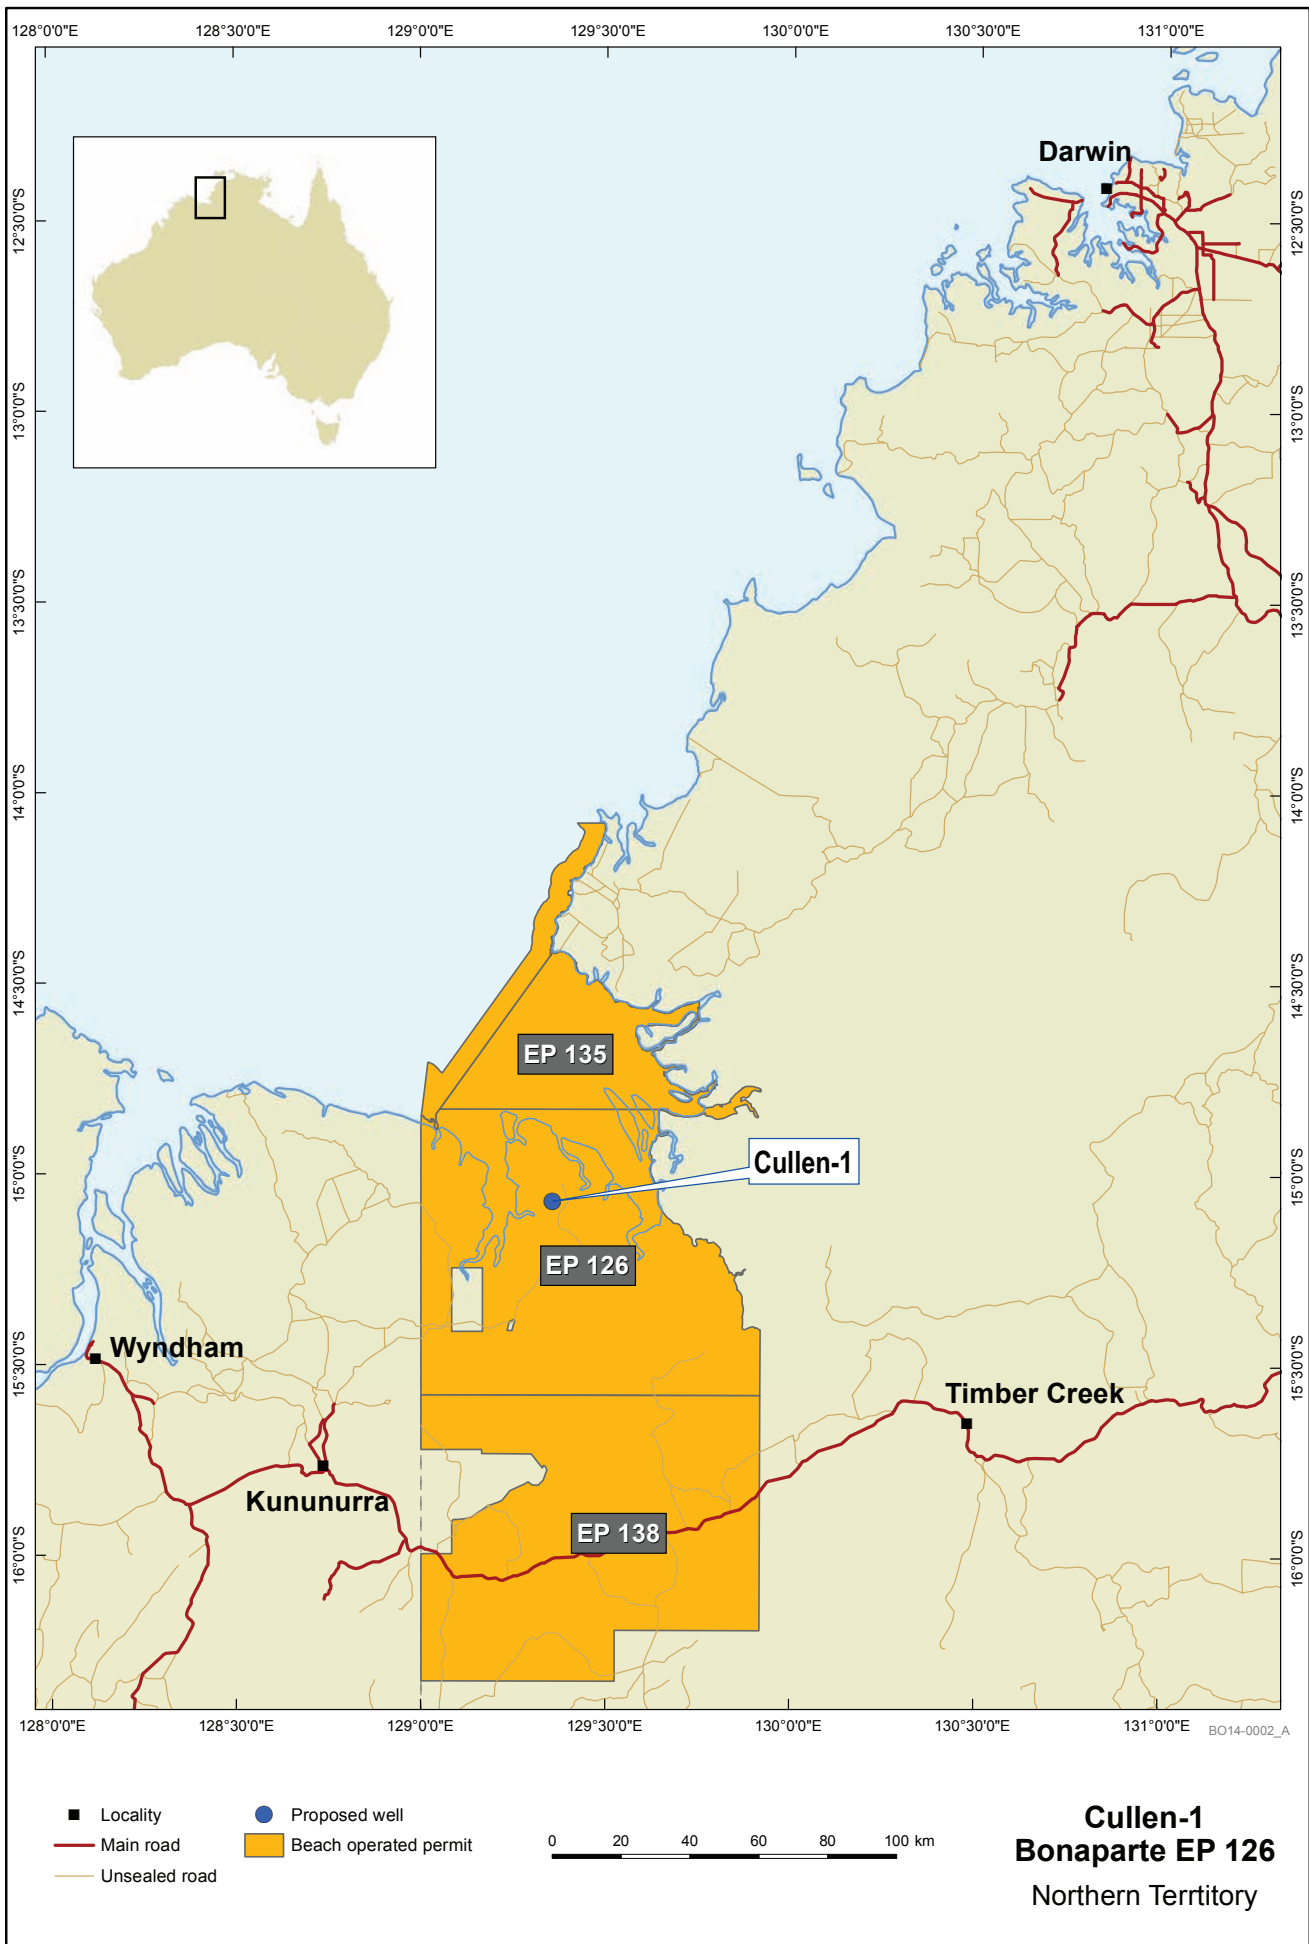 128°0'0"E
128°30'0"E
129°0'0"E
129°30'0"E
130°0'0"E
130°30'0"E
131°0'0"E
Darwin
12°30'0"S
12°30'0"S
13°0'0"S
13°0'0"S
13°30'0"S
13°30'0"S
14°0'0"S
14°0'0"S
14°30'0"S
14°30'0"S
EP 135
Cullen-1
15°0'0"S
15°0'0"S
EP 126
Wyndham
15°30'0"S
15°30'0"S
Timber Creek
Kununurra
EP 138
16°0'0"S
16°0'0"S
128°0'0"E
128°30'0"E
129°0'0"E
129°30'0"E
130°0'0"E
130°30'0"E
131°0'0"E
BO14-0002_A
Locality
Main road
Unsealed road
Proposed well
Beach operated permit
0 20 40 60 80 100 km
Cullen-1
Bonaparte EP 126
Northern Terrtitory